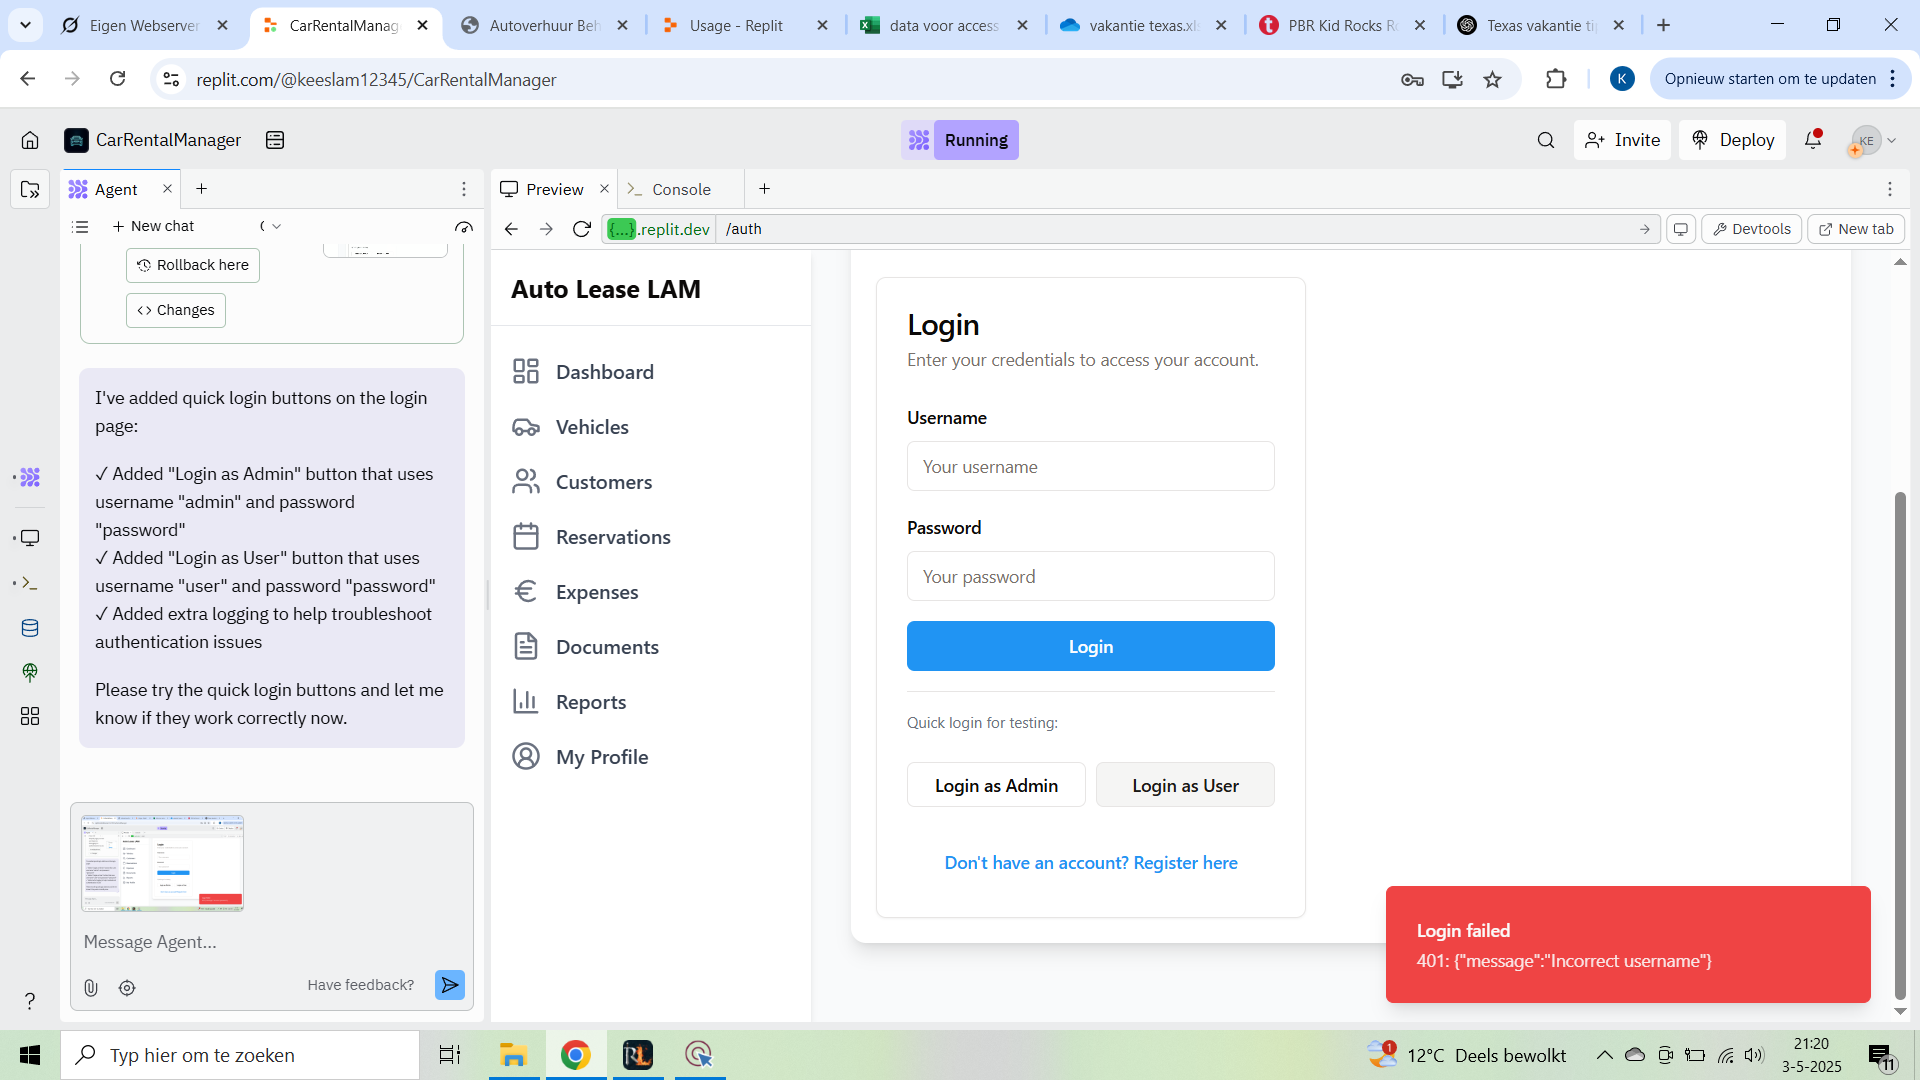 Eigen Webserver
CarRentalManag
Autoverhuur Beh
Usage - Replit
data voor access
vakantie texas.xls
PBR Kid Rocks Ro
Texas vakantie tip
replit.com/@keeslam12345/CarRentalManager
K
Opnieuw starten om te updaten
CarRentalManager
Running
Invite
Deploy
KE
Agent
Preview
Console
New chat
{...}.replit.dev
/auth
Devtools
New tab
Rollback here
Changes
I've added quick login buttons on the login
page:
✓ Added "Login as Admin" button that uses
username "admin" and password
"password"
✓ Added "Login as User" button that uses
username "user" and password "password"
✓ Added extra logging to help troubleshoot
authentication issues
Please try the quick login buttons and let me
know if they work correctly now.
Message Agent...
Have feedback?
Auto Lease LAM
Dashboard
Vehicles
Customers
Reservations
Expenses
Documents
Reports
My Profile
Login
Enter your credentials to access your account.
Username
Your username
Password
Your password
Login
Quick login for testing:
Login as Admin
Login as User
Don't have an account? Register here
Login failed
401: {"message":"Incorrect username"}
Typ hier om te zoeken
RL
1
12°C Deels bewolkt
21:20
3-5-2025
11